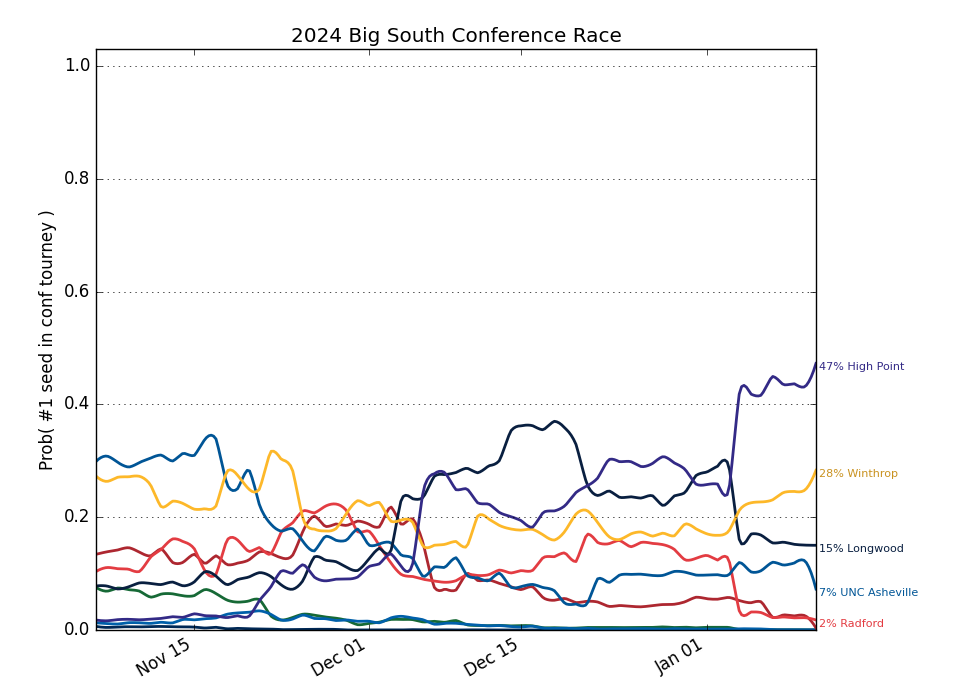 2024 Big South Conference Race
Prob( #1 seed in conf tourney )
1.0
0.8
0.6
0.4
0.2
0.0
Nov 15
Dec 01
Dec 15
Jan 01
47% High Point
28% Winthrop
15% Longwood
7% UNC Asheville
2% Radford